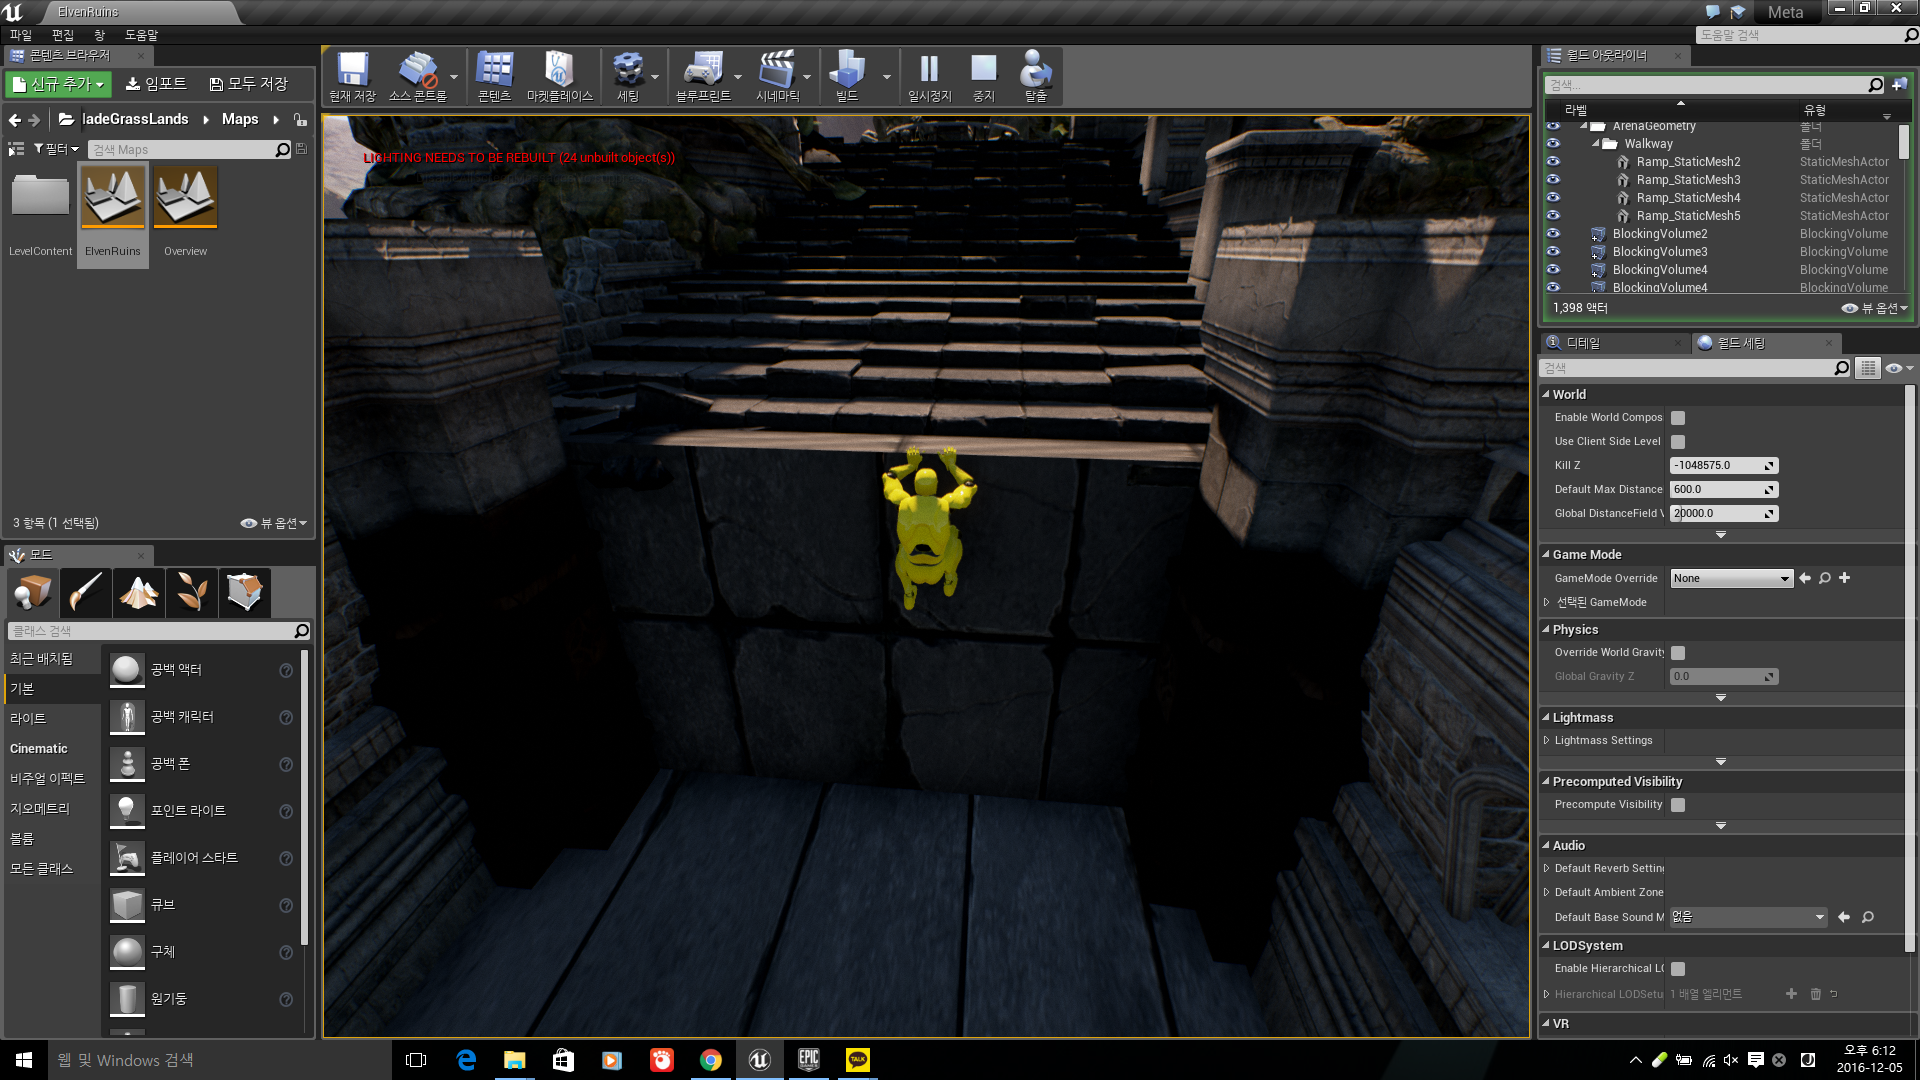 ElvenRuins
Meta
파일 편집 창 도움말
도움말 검색
콘텐츠 브라우저
신규 추가
임포트
모두 저장
ladeGrassLands
Maps
필터
검색 Maps
LevelContent
ElvenRuins
Overview
3 항목 (1 선택됨)
뷰 옵션
현재 저장
소스 콘트롤
콘텐츠
마켓플레이스
세팅
블루프린트
시네마틱
빌드
일시정지
중지
탈출
LIGHTING NEEDS TO BE REBUILT (24 unbuilt object(s))
모드
클래스 검색
최근 배치됨
기본
라이트
Cinematic
비주얼 이펙트
지오메트리
볼륨
모든 클래스
공백 액터
공백 캐릭터
공백 폰
포인트 라이트
플레이어 스타트
큐브
구체
원기둥
월드 아웃라이너
검색...
라벨 유형
ArenaGeometry 폴더
Walkway 폴더
Ramp_StaticMesh2 StaticMeshActor
Ramp_StaticMesh3 StaticMeshActor
Ramp_StaticMesh4 StaticMeshActor
Ramp_StaticMesh5 StaticMeshActor
BlockingVolume2 BlockingVolume
BlockingVolume3 BlockingVolume
BlockingVolume4 BlockingVolume
BlockingVolume4 BlockingVolume
1,398 액터
뷰 옵션
디테일
월드 세팅
검색
World
Enable World Compos
Use Client Side Level
Kill Z -1048575.0
Default Max Distance 600.0
Global DistanceField V 20000.0
Game Mode
GameMode Override None
선택된 GameMode
Physics
Override World Gravity
Global Gravity Z 0.0
Lightmass
Lightmass Settings
Precomputed Visibility
Precompute Visibility
Audio
Default Reverb Setting
Default Ambient Zone
Default Base Sound M 없음
LODSystem
Enable Hierarchical LO
Hierarchical LODSetu 1 배열 엘리먼트
VR
웹 및 Windows 검색
EPIC GAMES
TALK
오후 6:12
2016-12-05